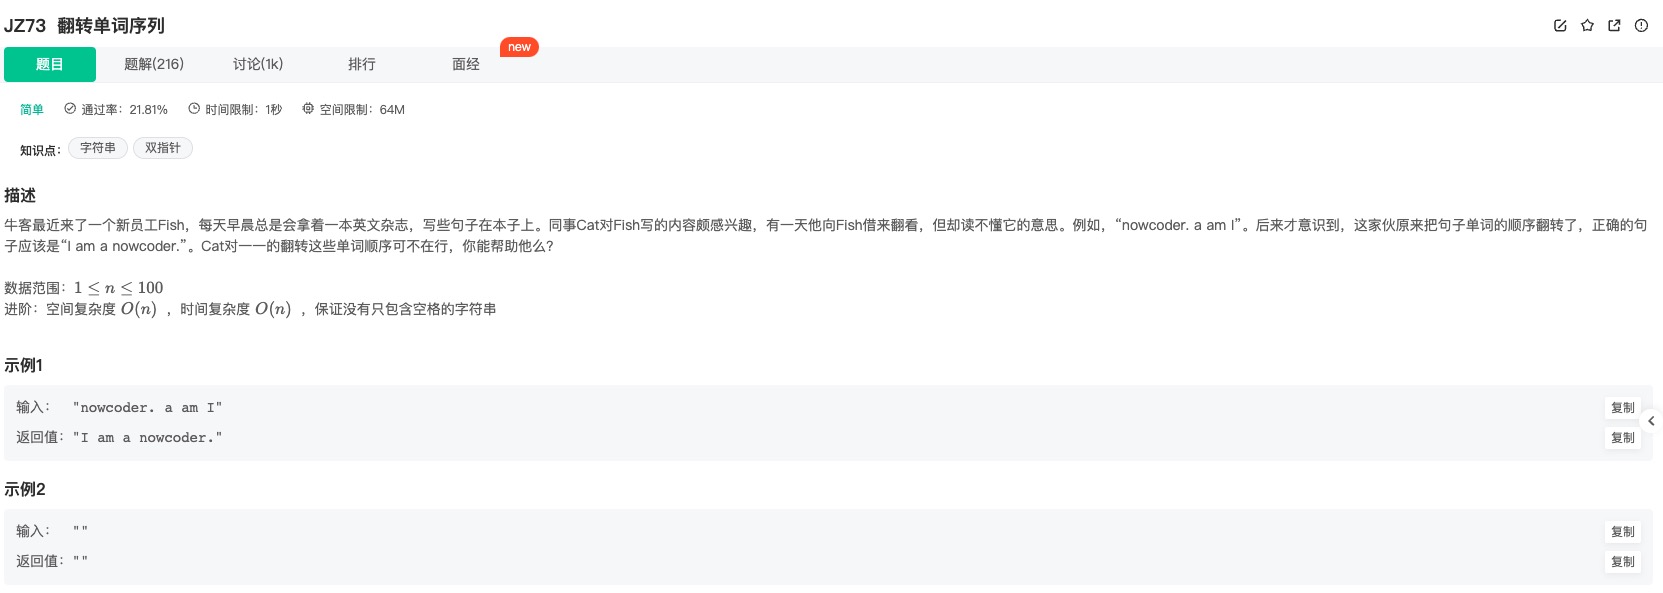 JZ73 翻转单词序列
new
题目 题解(216) 讨论(1k) 排行 面经
简单 通过率：21.81% 时间限制：1秒 空间限制：64M
知识点： 字符串 双指针
描述
牛客最近来了一个新员工Fish，每天早晨总是会拿着一本英文杂志，写些句子在本子上。同事Cat对Fish写的内容颇感兴趣，有一天他向Fish借来翻看，但却读不懂它的意思。例如，“nowcoder. a am I”。后来才意识到，这家伙原来把句子单词的顺序翻转了，正确的句
子应该是“I am a nowcoder.”。Cat对一一的翻转这些单词顺序可不在行，你能帮助他么？
数据范围：1 ≤ n ≤ 100
进阶：空间复杂度 O(n) ，时间复杂度 O(n) ，保证没有只包含空格的字符串
示例1
输入： "nowcoder. a am I" 复制
返回值："I am a nowcoder." 复制
示例2
输入： "" 复制
返回值："" 复制